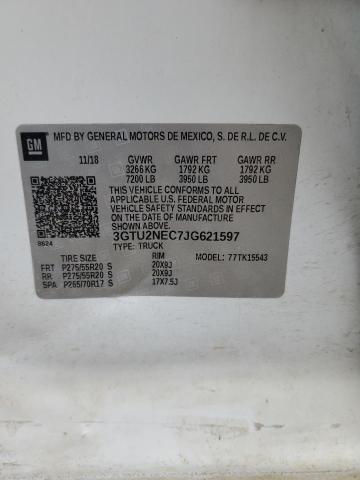 GM
MFD BY GENERAL MOTORS DE MEXICO, S. DE R.L. DE C.V.
11/18 GVWR GAWR FRT GAWR RR
3266 KG 1792 KG 1792 KG
7200 LB 3950 LB 3950 LB
THIS VEHICLE CONFORMS TO ALL
APPLICABLE U.S. FEDERAL MOTOR
VEHICLE SAFETY STANDARDS IN EFFECT
ON THE DATE OF MANUFACTURE
SHOWN ABOVE.
S624 3GTU2NEC7JG621597
TYPE: TRUCK
TIRE SIZE RIM MODEL: 77TK15543
FRT P275/55R20 S 20X9J
RR P275/55R20 S 20X9J
SPA P265/70R17 S 17X7.5J